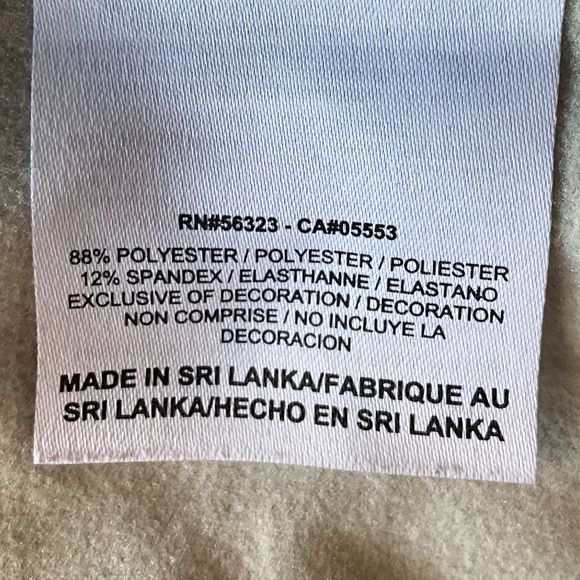 RN#56323 - CA#05553
88% POLYESTER / POLYESTER / POLIESTER
12% SPANDEX / ELASTHANNE / ELASTANO
EXCLUSIVE OF DECORATION / DECORATION
NON COMPRISE / NO INCLUYE LA
DECORACION
MADE IN SRI LANKA/FABRIQUE AU
SRI LANKA/HECHO EN SRI LANKA